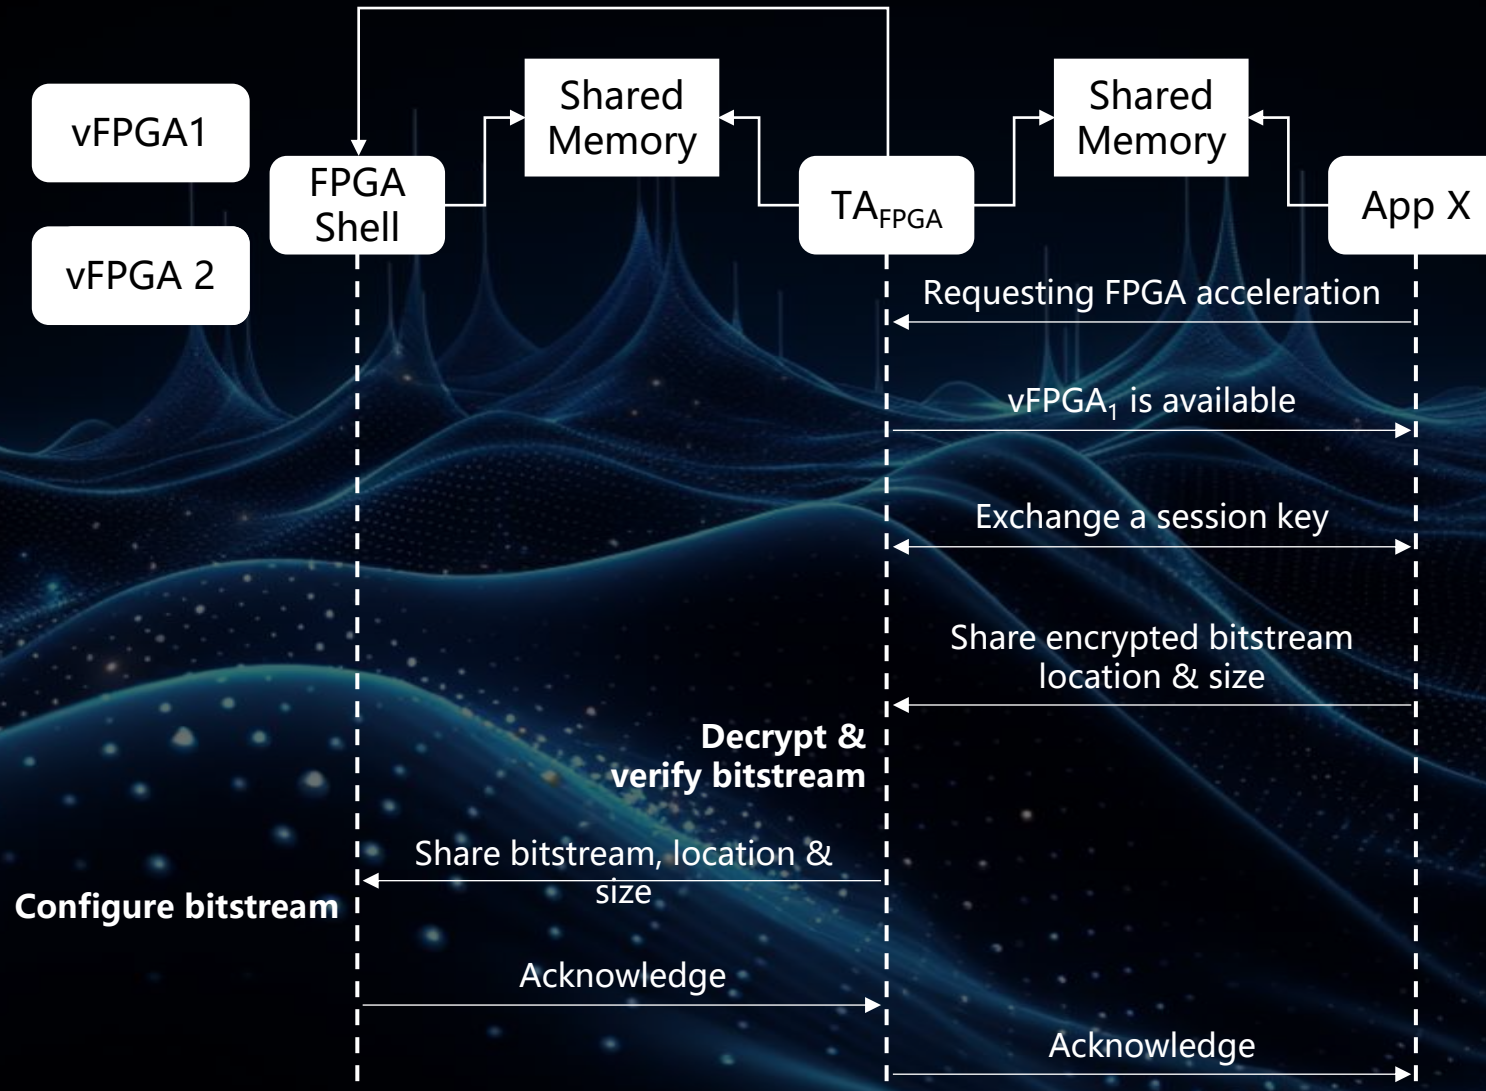 vFPGA1
vFPGA 2
FPGA
Shell
Shared
Memory
TA_FPGA
Shared
Memory
App X
Requesting FPGA acceleration
vFPGA₁ is available
Exchange a session key
Share encrypted bitstream
location & size
Decrypt &
verify bitstream
Share bitstream, location &
size
Configure bitstream
Acknowledge
Acknowledge